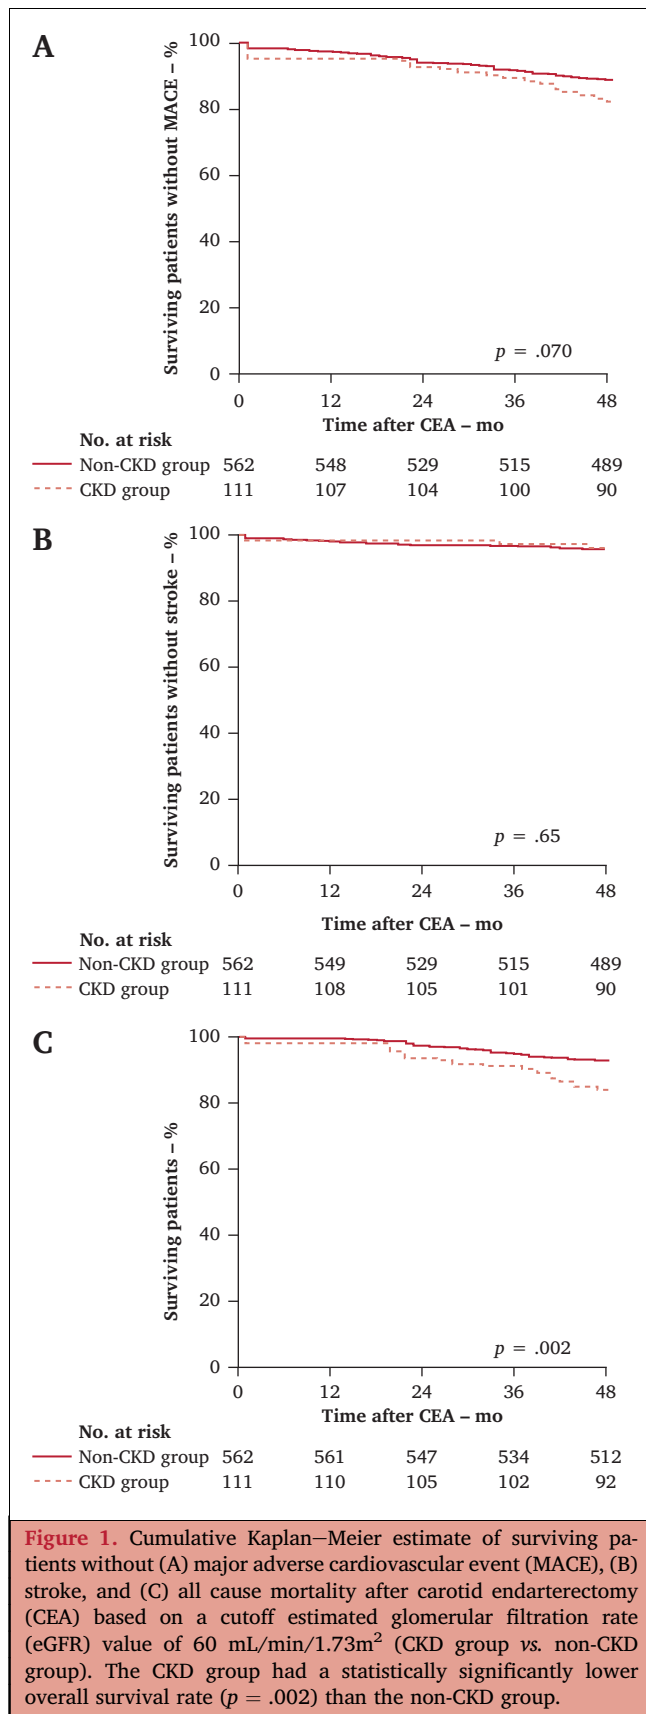 A
Surviving patients without MACE – %
100
80
60
40
20
0
p = .070
0 12 24 36 48
Time after CEA – mo
No. at risk
Non-CKD group 562 548 529 515 489
CKD group 111 107 104 100 90
B
Surviving patients without stroke – %
100
80
60
40
20
0
p = .65
0 12 24 36 48
Time after CEA – mo
No. at risk
Non-CKD group 562 549 529 515 489
CKD group 111 108 105 101 90
C
Surviving patients – %
100
80
60
40
20
0
p = .002
0 12 24 36 48
Time after CEA – mo
No. at risk
Non-CKD group 562 561 547 534 512
CKD group 111 110 105 102 92
Figure 1. Cumulative Kaplan–Meier estimate of surviving pa-
tients without (A) major adverse cardiovascular event (MACE), (B)
stroke, and (C) all cause mortality after carotid endarterectomy
(CEA) based on a cutoff estimated glomerular filtration rate
(eGFR) value of 60 mL/min/1.73m² (CKD group vs. non-CKD
group). The CKD group had a statistically significantly lower
overall survival rate (p = .002) than the non-CKD group.